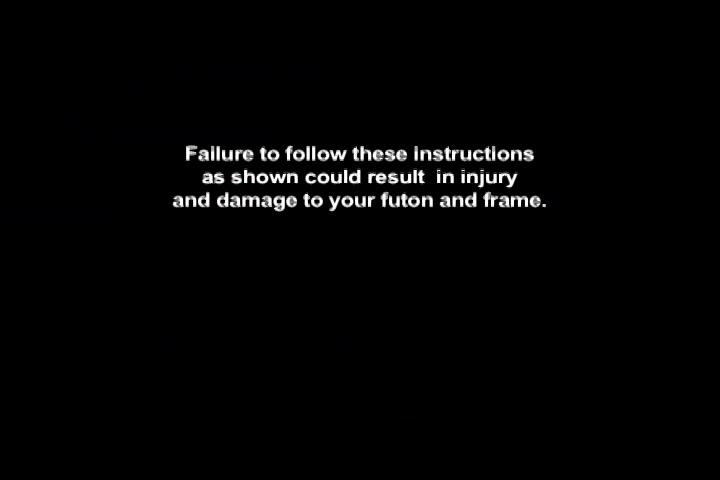 Failure to follow these instructions
as shown could result  in injury
and damage to your futon and frame.